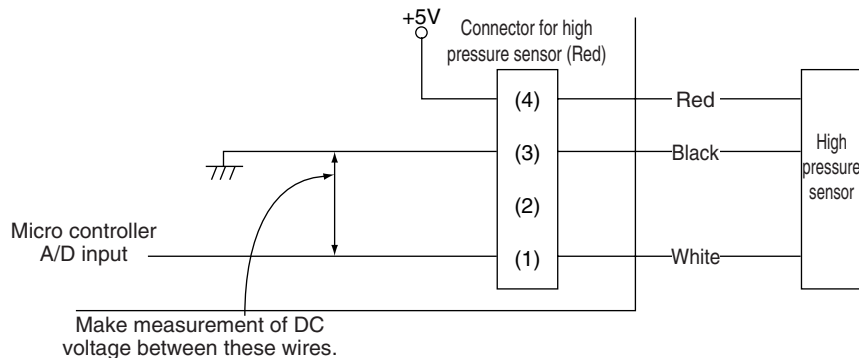 +5V
Connector for high
pressure sensor (Red)
(4)
Red
(3)
Black
High
pressure
sensor
(2)
Micro controller
A/D input
(1)
White
Make measurement of DC
voltage between these wires.